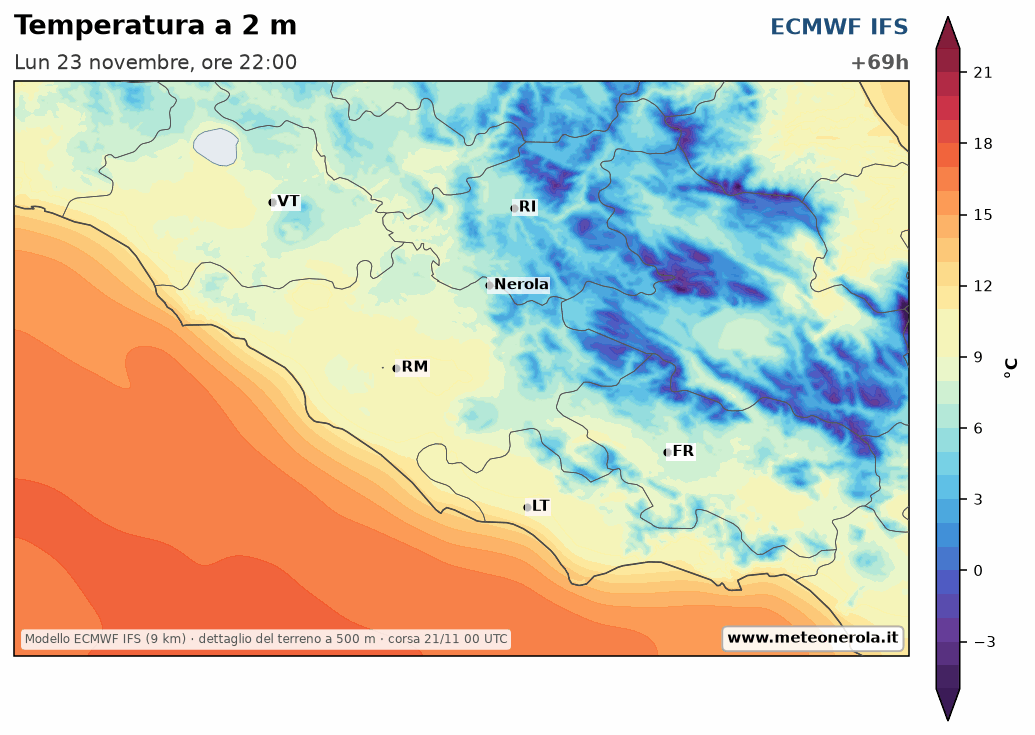 Temperatura a 2 m
ECMWF IFS
Lun 23 novembre, ore 22:00
+69h
VT
RI
Nerola
RM
FR
LT
21
18
15
12
9
6
3
0
−3
°C
Modello ECMWF IFS (9 km) · dettaglio del terreno a 500 m · corsa 21/11 00 UTC
www.meteonerola.it